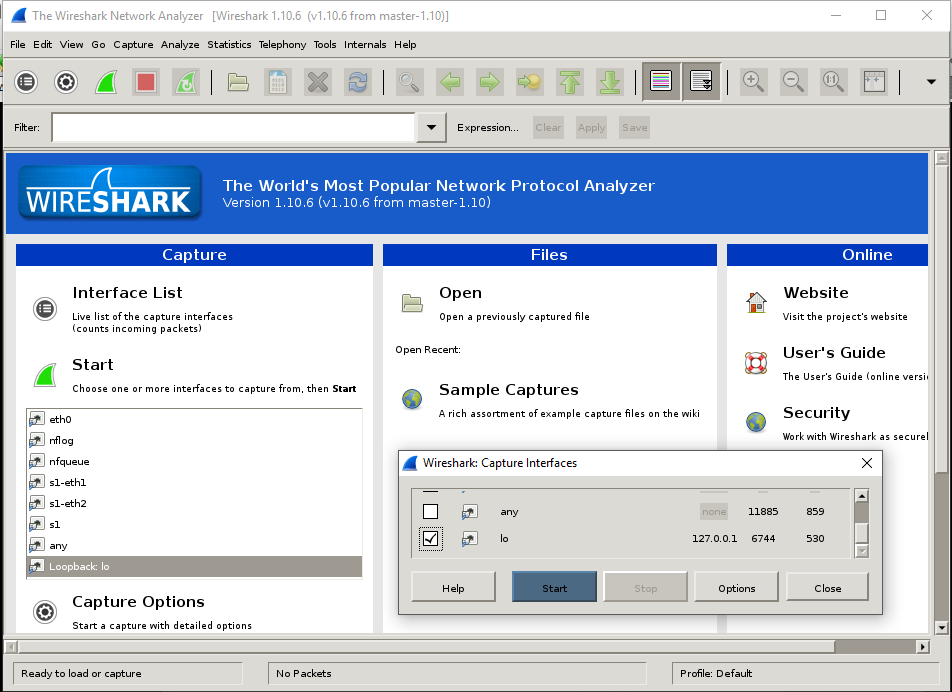 The Wireshark Network Analyzer [Wireshark 1.10.6 (v1.10.6 from master-1.10)]
File Edit View Go Capture Analyze Statistics Telephony Tools Internals Help
Filter: Expression... Clear Apply Save
WIRESHARK
The World's Most Popular Network Protocol Analyzer
Version 1.10.6 (v1.10.6 from master-1.10)
Capture
Interface List
Live list of the capture interfaces
(counts incoming packets)
Start
Choose one or more interfaces to capture from, then Start
eth0
nflog
nfqueue
s1-eth1
s1-eth2
s1
any
Loopback: lo
Capture Options
Start a capture with detailed options
Files
Open
Open a previously captured file
Open Recent:
Sample Captures
A rich assortment of example capture files on the wiki
Online
Website
Visit the project's website
User's Guide
The User's Guide (online versi
Security
Work with Wireshark as securel
Wireshark: Capture Interfaces
any none 11885 859
lo 127.0.0.1 6744 530
Help Start Stop Options Close
Ready to load or capture No Packets Profile: Default